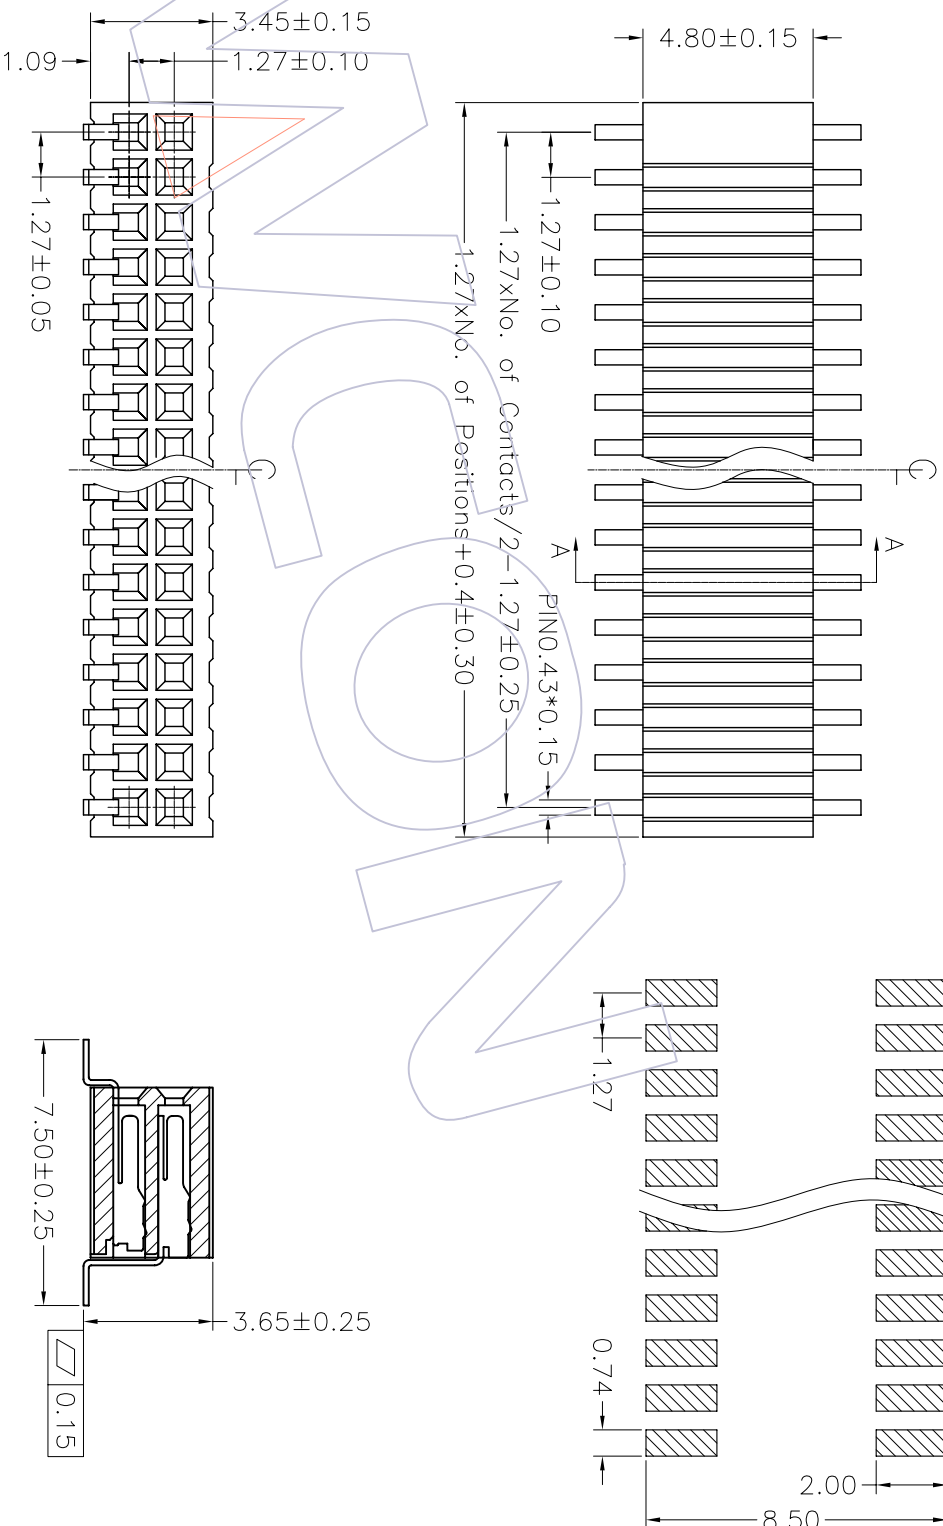 3.45±0.15
1.09
1.27±0.10
4.80±0.15
1.27±0.05
1.27±0.10
1.27xNo. of Contacts/2-1.27±0.25
1.27xNo. of Positions+0.4±0.30
CL
CL
A
A
PIN0.43*0.15
WCON
1.27
7.50±0.25
3.65±0.25
0.15
0.74
2.00
8.50